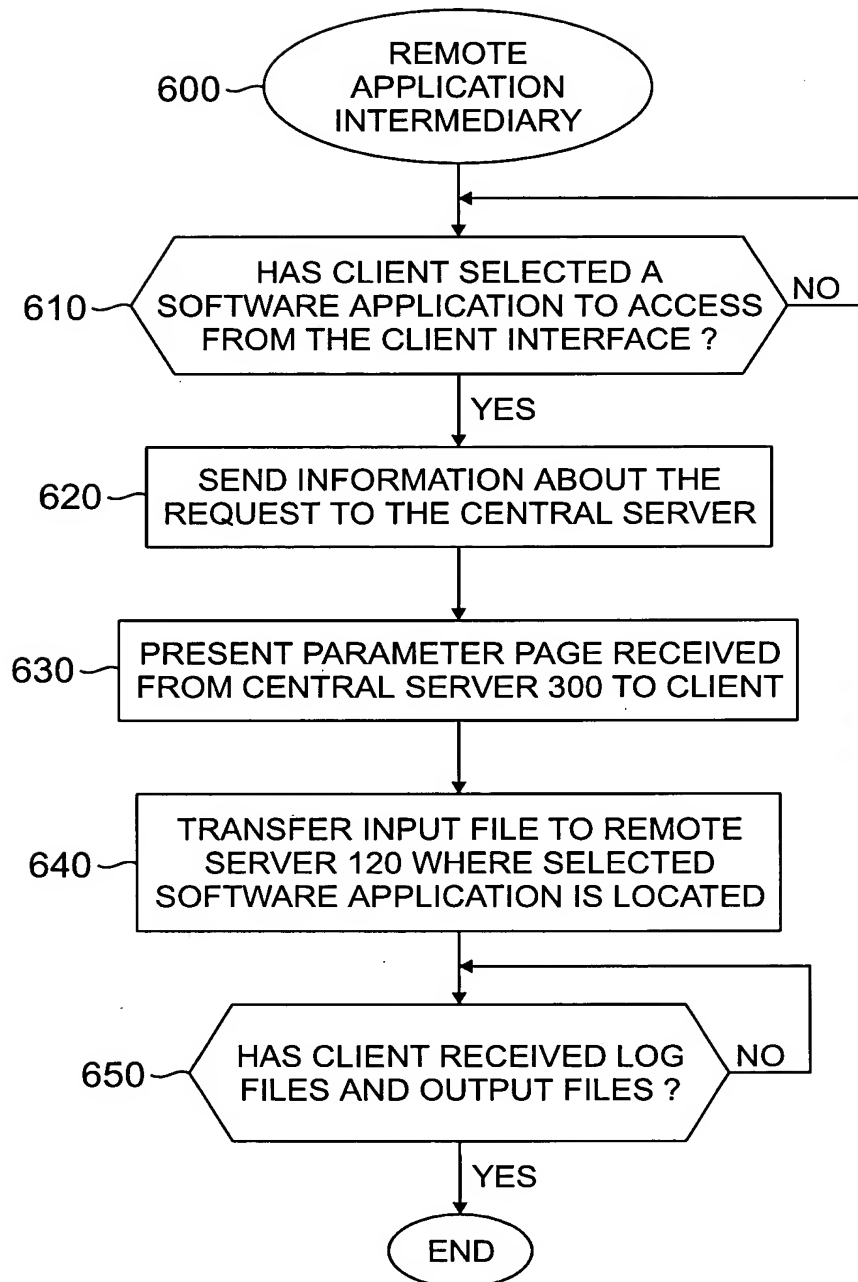 REMOTE
APPLICATION
INTERMEDIARY
600
HAS CLIENT SELECTED A
SOFTWARE APPLICATION TO ACCESS
FROM THE CLIENT INTERFACE ?
610
NO
YES
SEND INFORMATION ABOUT THE
REQUEST TO THE CENTRAL SERVER
620
PRESENT PARAMETER PAGE RECEIVED
FROM CENTRAL SERVER 300 TO CLIENT
630
TRANSFER INPUT FILE TO REMOTE
SERVER 120 WHERE SELECTED
SOFTWARE APPLICATION IS LOCATED
640
HAS CLIENT RECEIVED LOG
FILES AND OUTPUT FILES ?
650
NO
YES
END